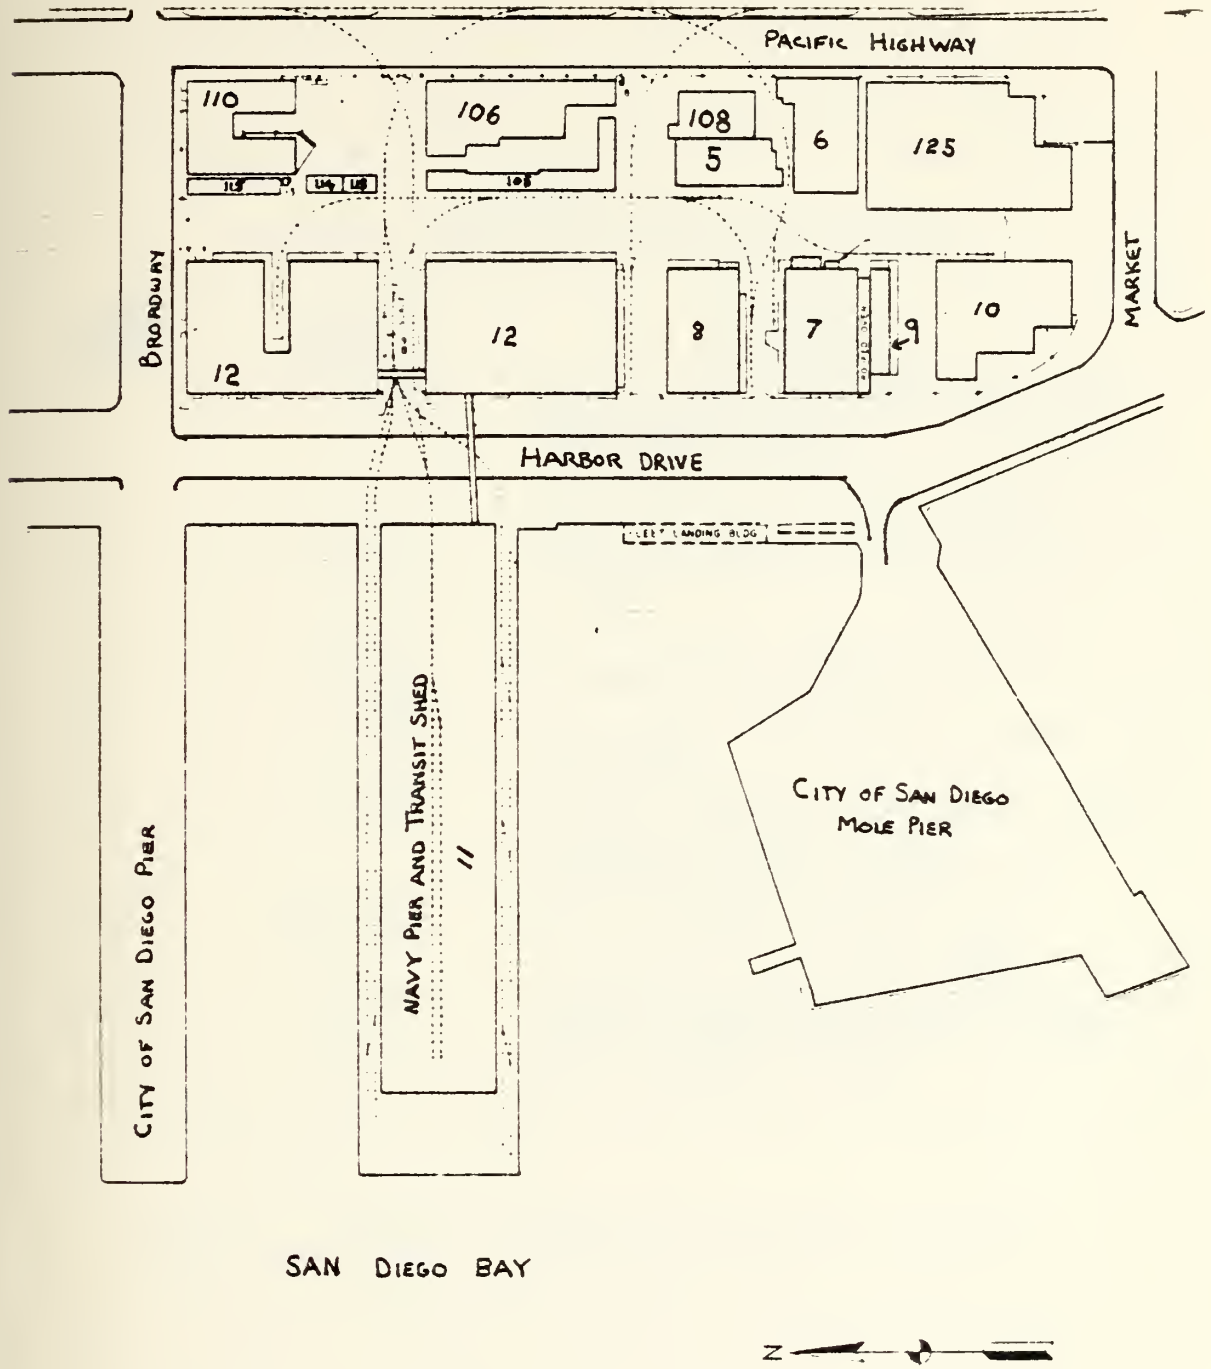 PACIFIC HIGHWAY
110
106
108
6
125
5
105
BROADWAY
MARKET
12
12
8
7
9
10
HARBOR DRIVE
FLEET LANDING BLDG
NAVY PIER AND TRANSIT SHED
11
CITY OF SAN DIEGO PIER
CITY OF SAN DIEGO
MOLE PIER
SAN DIEGO BAY
N